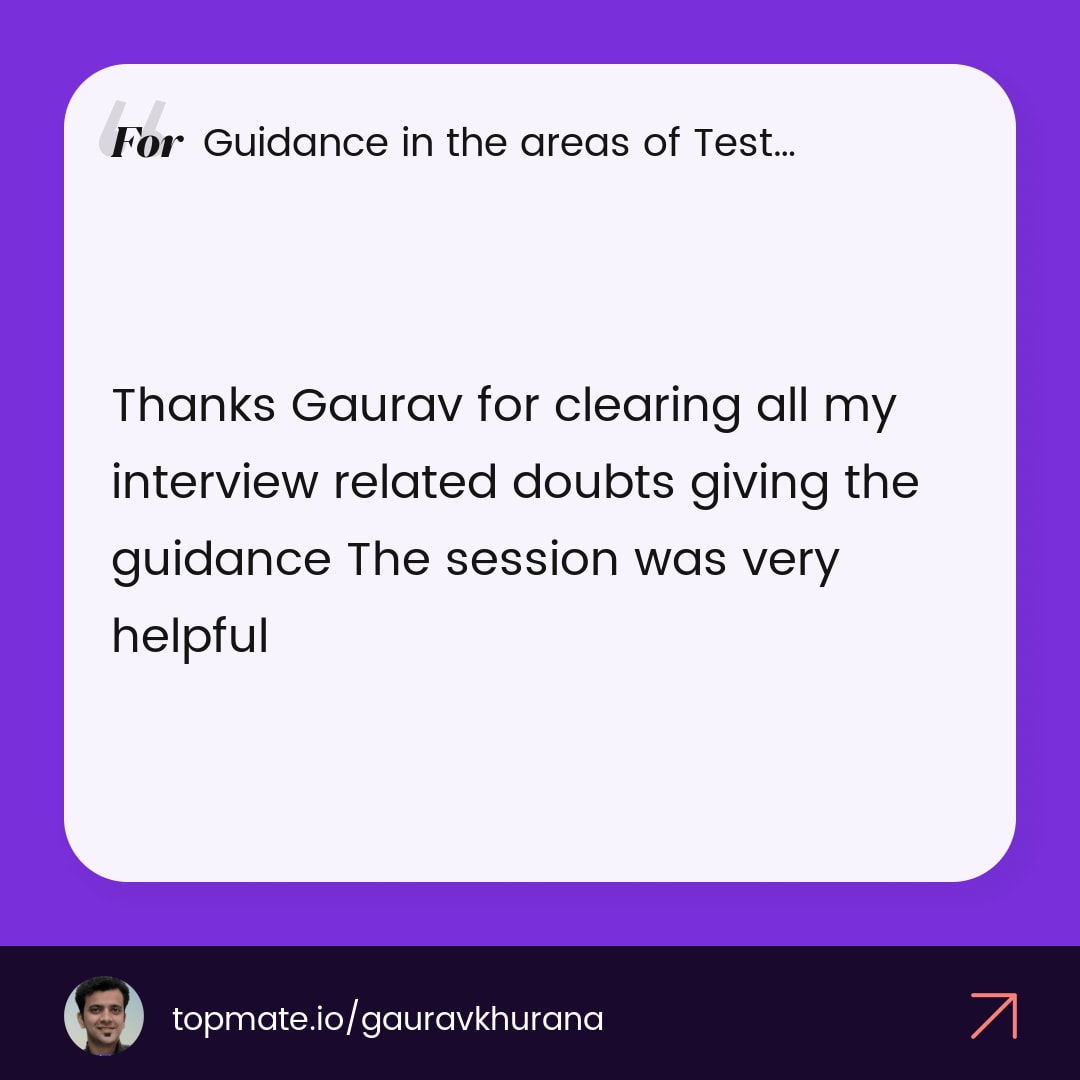 For Guidance in the areas of Test...
Thanks Gaurav for clearing all my
interview related doubts giving the
guidance The session was very
helpful
topmate.io/gauravkhurana